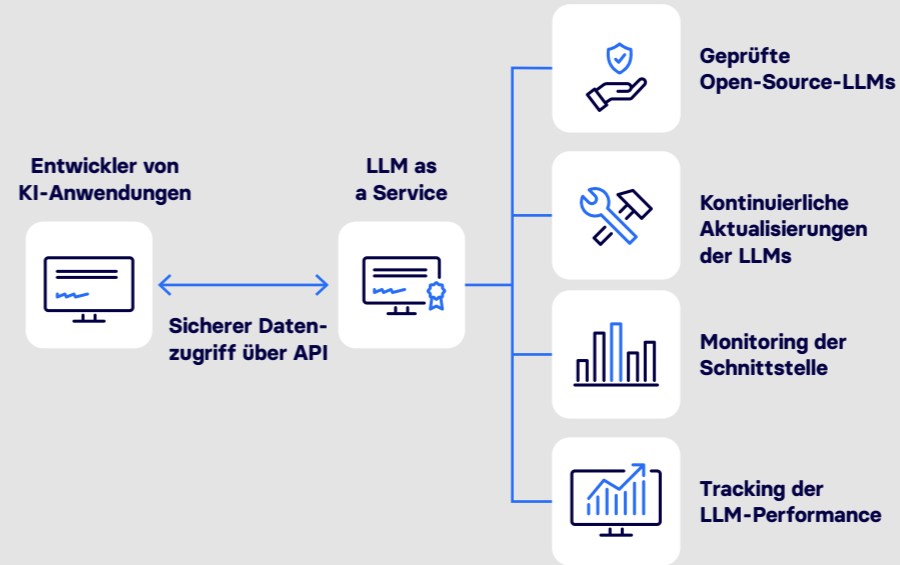 Entwickler von
KI-Anwendungen
Sicherer Daten-
zugriff über API
LLM as
a Service
Geprüfte
Open-Source-LLMs
Kontinuierliche
Aktualisierungen
der LLMs
Monitoring der
Schnittstelle
Tracking der
LLM-Performance